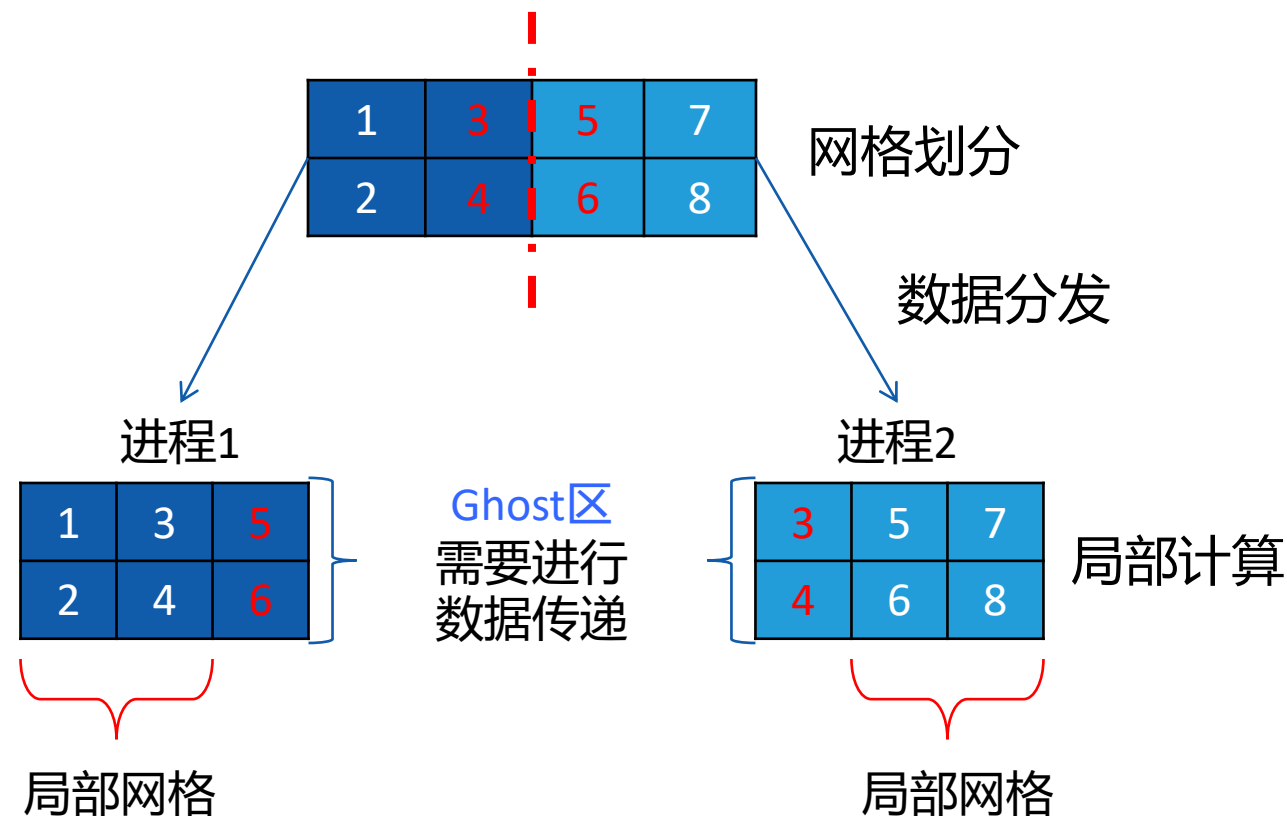 1 3 5 7
网格划分
2 4 6 8
数据分发
进程1
进程2
1 3 5
2 4 6
Ghost区
需要进行
数据传递
3 5 7
4 6 8
局部计算
局部网格
局部网格